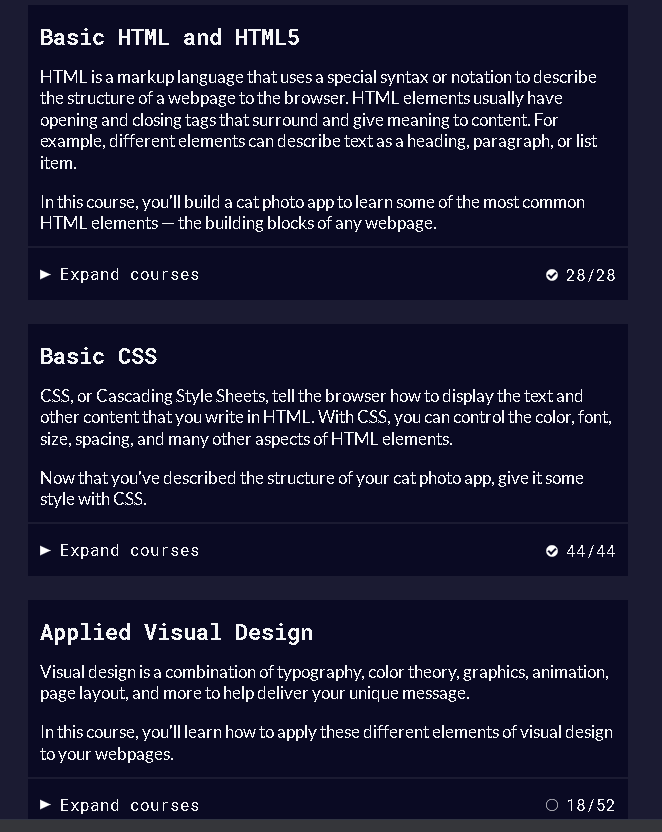 Basic HTML and HTML5
HTML is a markup language that uses a special syntax or notation to describe
the structure of a webpage to the browser. HTML elements usually have
opening and closing tags that surround and give meaning to content. For
example, different elements can describe text as a heading, paragraph, or list
item.
In this course, you'll build a cat photo app to learn some of the most common
HTML elements — the building blocks of any webpage.
Expand courses 28/28
Basic CSS
CSS, or Cascading Style Sheets, tell the browser how to display the text and
other content that you write in HTML. With CSS, you can control the color, font,
size, spacing, and many other aspects of HTML elements.
Now that you've described the structure of your cat photo app, give it some
style with CSS.
Expand courses 44/44
Applied Visual Design
Visual design is a combination of typography, color theory, graphics, animation,
page layout, and more to help deliver your unique message.
In this course, you'll learn how to apply these different elements of visual design
to your webpages.
Expand courses 18/52